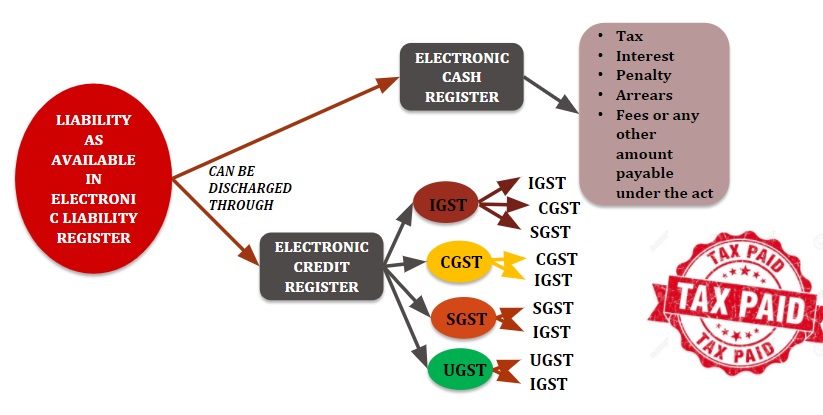 LIABILITY
AS
AVAILABLE
IN
ELECTRONI
C LIABILITY
REGISTER
CAN BE
DISCHARGED
THROUGH
ELECTRONIC
CASH
REGISTER
• Tax
• Interest
• Penalty
• Arrears
• Fees or any
other
amount
payable
under the act
ELECTRONIC
CREDIT
REGISTER
IGST
IGST
CGST
SGST
CGST
CGST
IGST
SGST
SGST
IGST
UGST
UGST
IGST
TAX PAID
TAX PAID
TAX PAID